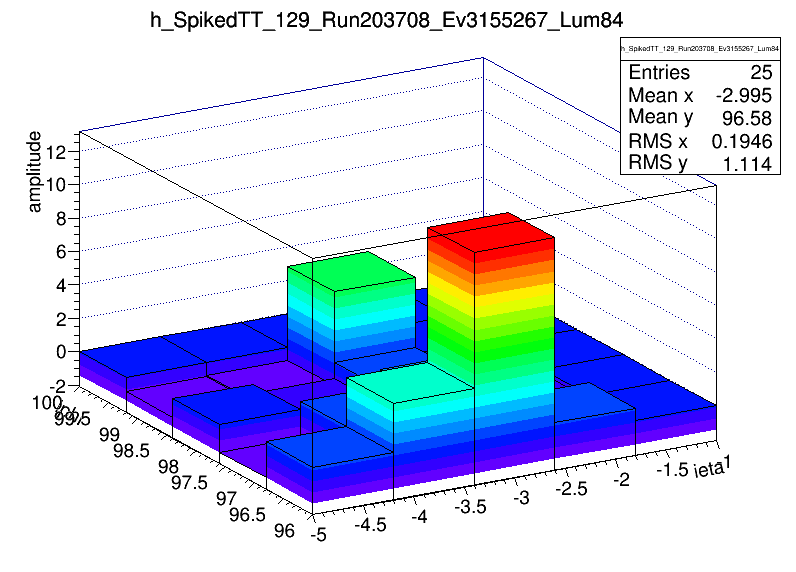 h_SpikedTT_129_Run203708_Ev3155267_Lum84
h_SpikedTT_129_Run203708_Ev3155267_Lum84
Entries 25
Mean x -2.995
Mean y 96.58
RMS x 0.1946
RMS y 1.114
amplitude
12
10
8
6
4
2
0
-2
100
99.5
99
98.5
98
97.5
97
96.5
96
-5
-4.5
-4
-3.5
-3
-2.5
-2
-1.5
-1
ieta